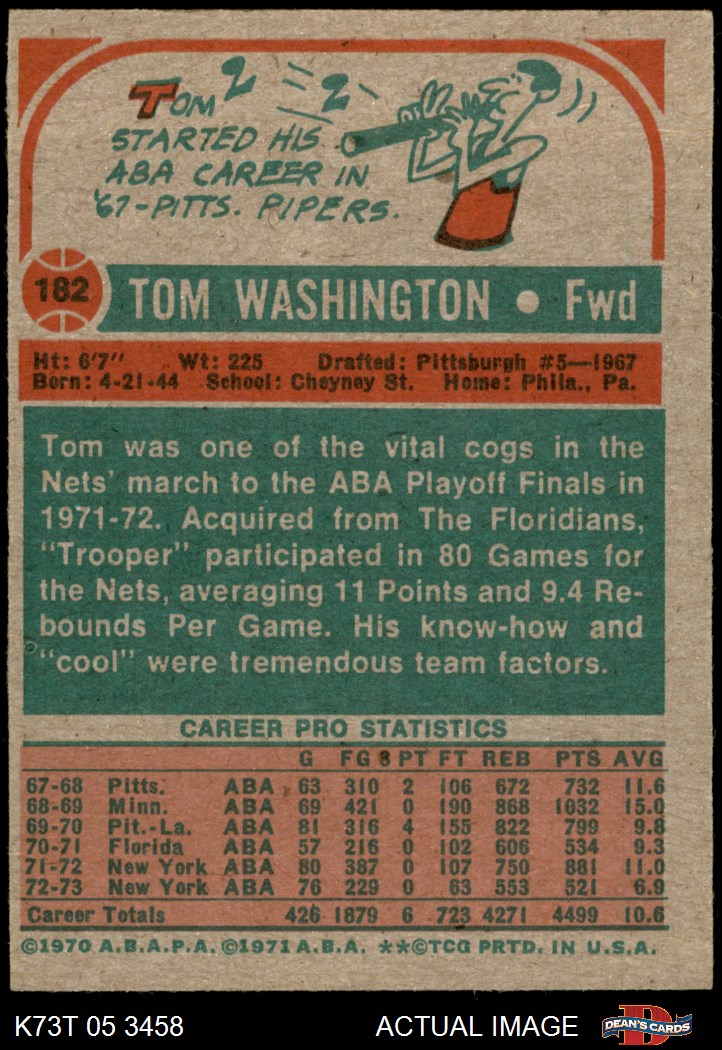 TOM 2 2
STARTED HIS
ABA CAREER IN
'67-PITTS. PIPERS.
182 TOM WASHINGTON • Fwd
Ht: 6'7" Wt: 225 Drafted: Pittsburgh #5—1967
Born: 4-21-44 School: Cheyney St. Home: Phila., Pa.
Tom was one of the vital cogs in the
Nets' march to the ABA Playoff Finals in
1971-72. Acquired from The Floridians,
"Trooper" participated in 80 Games for
the Nets, averaging 11 Points and 9.4 Re-
bounds Per Game. His know-how and
"cool" were tremendous team factors.
CAREER PRO STATISTICS
G FG 3 PT FT REB PTS AVG
67-68 Pitts. ABA 63 310 2 106 672 732 11.6
68-69 Minn. ABA 69 421 0 190 868 1032 15.0
69-70 Pit.-La. ABA 81 316 4 155 822 799 9.8
70-71 Florida ABA 57 216 0 102 606 534 9.3
71-72 New York ABA 80 387 0 107 750 881 11.0
72-73 New York ABA 76 229 0 63 553 521 6.9
Career Totals 426 1879 6 723 4271 4499 10.6
©1970 A.B.A.P.A. ©1971 A.B.A. **©TCG PRTD. IN U.S.A.
K73T 05 3458 ACTUAL IMAGE D DEAN'S CARDS